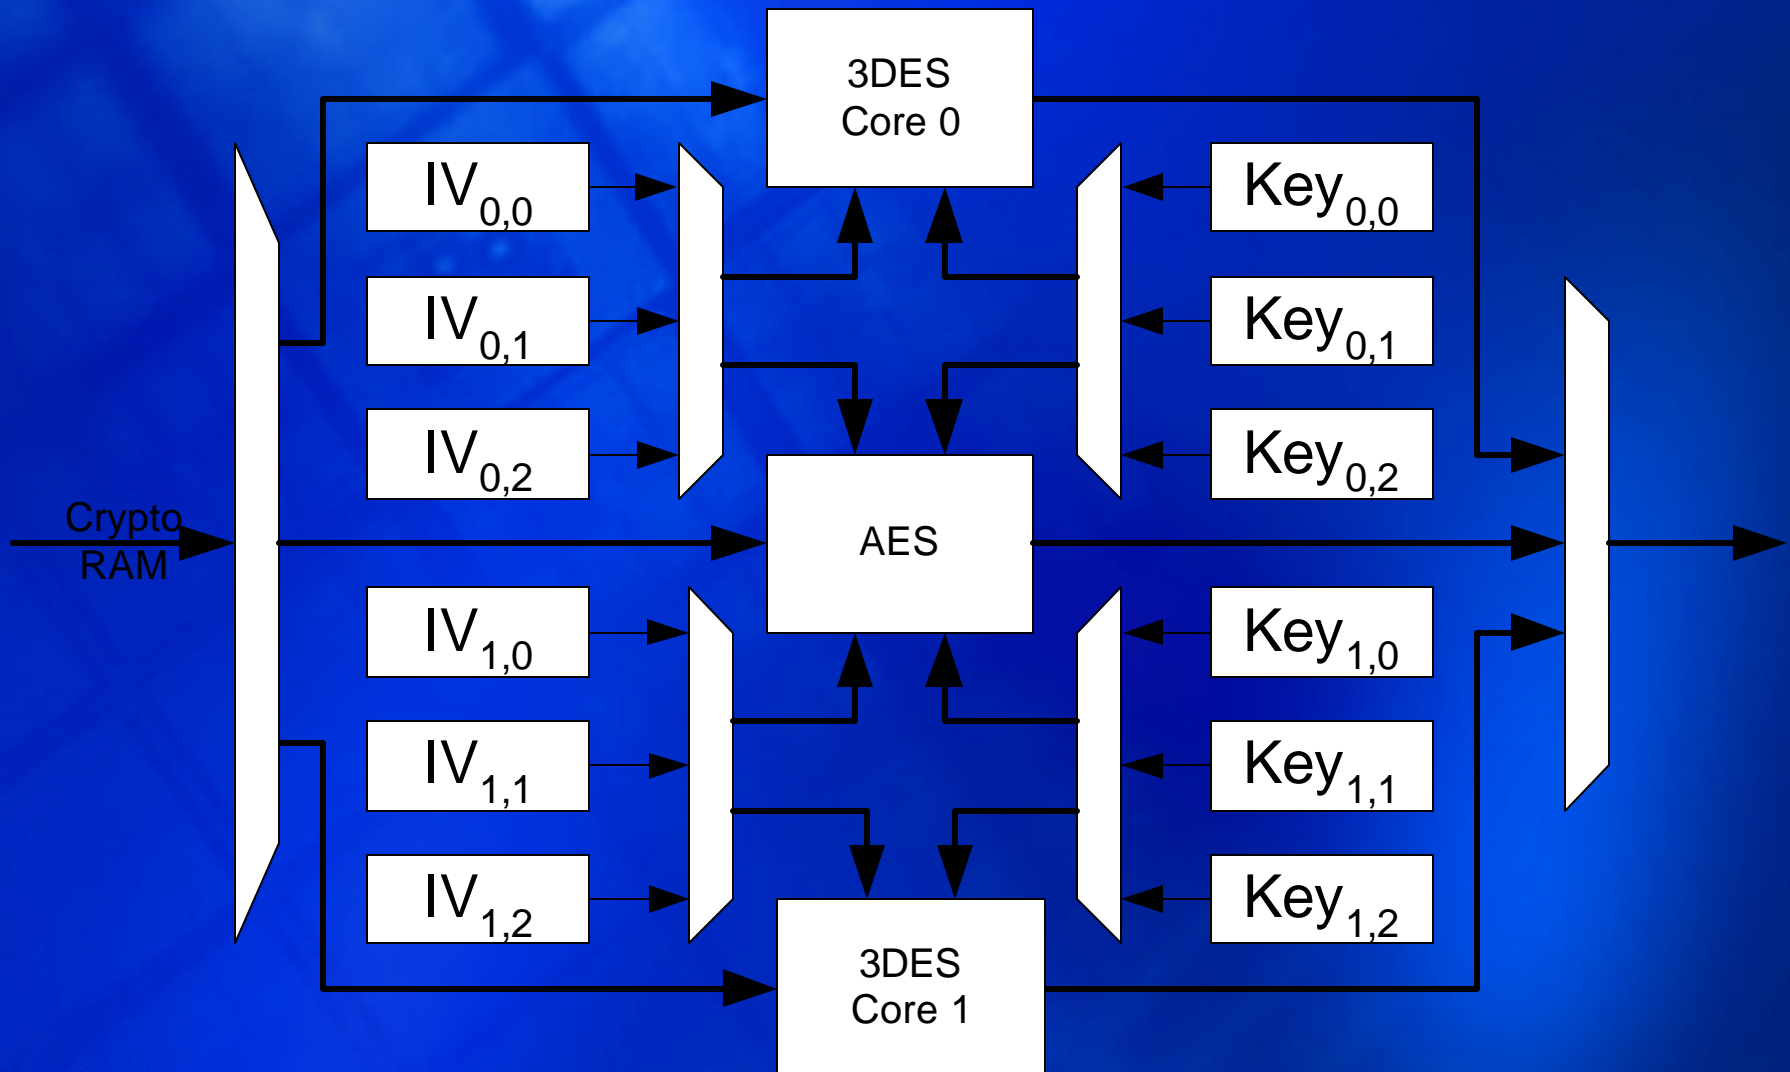 3DES
Core 0
IV0,0
Key0,0
IV0,1
Key0,1
IV0,2
Key0,2
Crypto
RAM
AES
IV1,0
Key1,0
IV1,1
Key1,1
IV1,2
Key1,2
3DES
Core 1